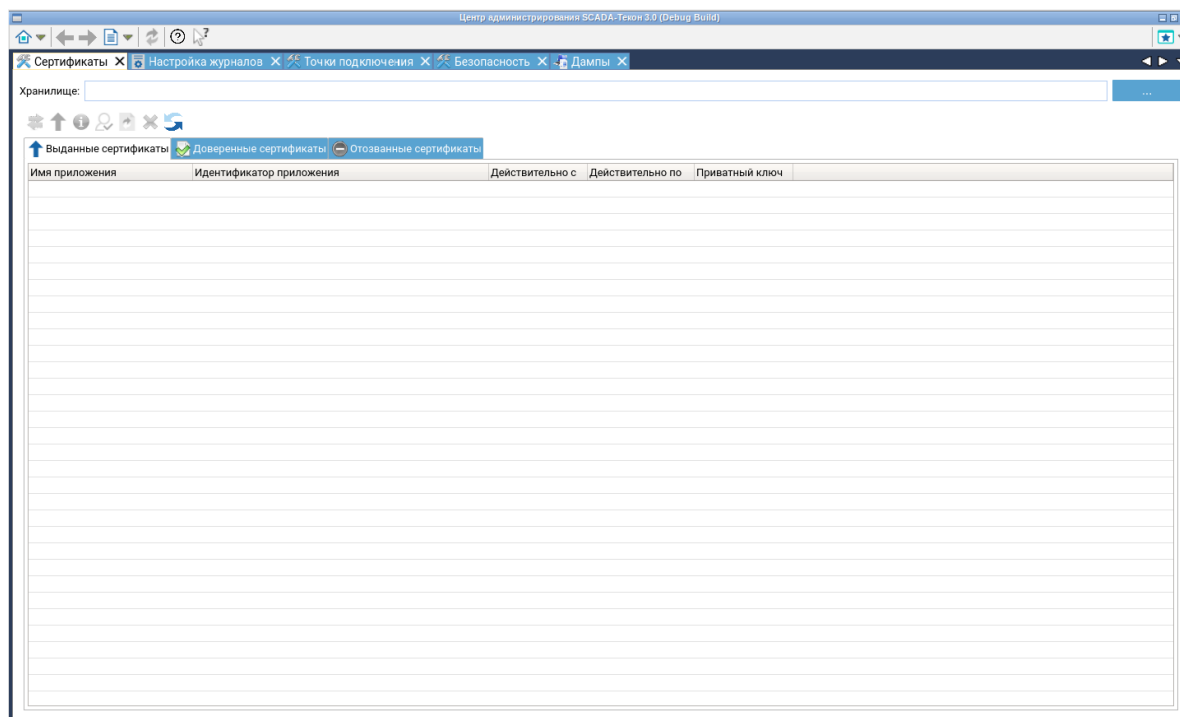 Центр администрирования SCADA-Текон 3.0 (Debug Build)
Сертификаты Настройка журналов Точки подключения Безопасность Дампы
Хранилище: ...
Выданные сертификаты Доверенные сертификаты Отозванные сертификаты
Имя приложения Идентификатор приложения Действительно с Действительно по Приватный ключ